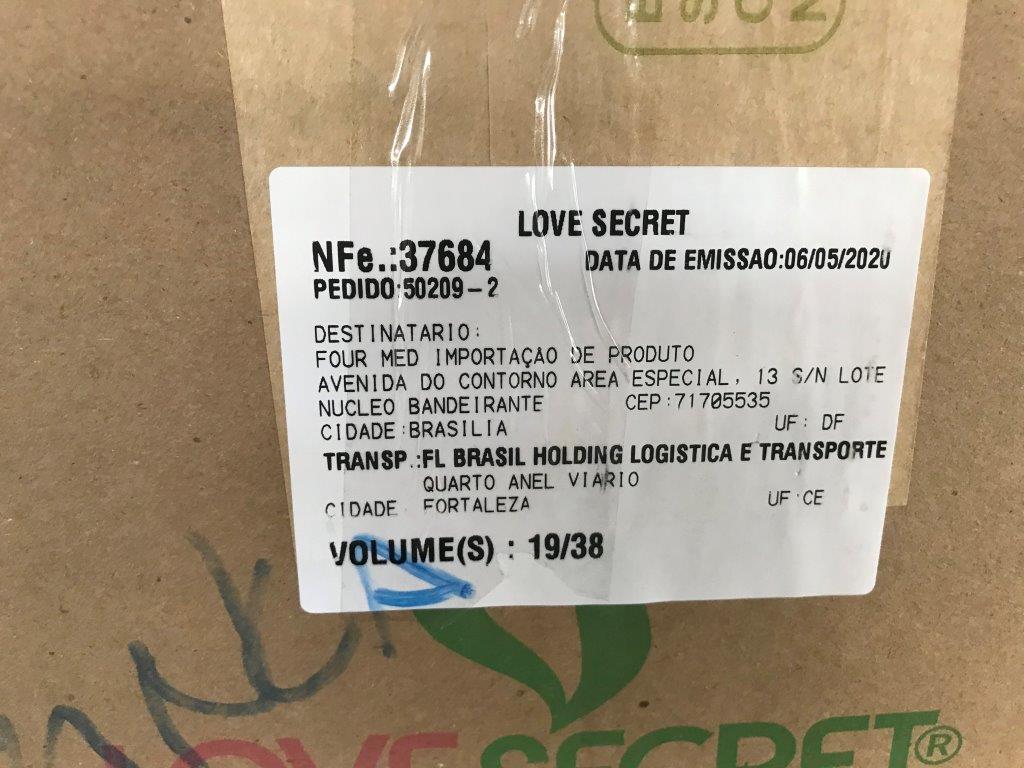 LOVE SECRET
NFe.:37684 DATA DE EMISSAO:06/05/2020
PEDIDO:50209-2
DESTINATARIO:
FOUR MED IMPORTAÇAO DE PRODUTO
AVENIDA DO CONTORNO AREA ESPECIAL, 13 S/N LOTE
NUCLEO BANDEIRANTE CEP:71705535
CIDADE:BRASILIA UF: DF
TRANSP.:FL BRASIL HOLDING LOGISTICA E TRANSPORTE
QUARTO ANEL VIARIO
CIDADE FORTALEZA UF:CE
VOLUME(S) : 19/38
LOVE SECRET®